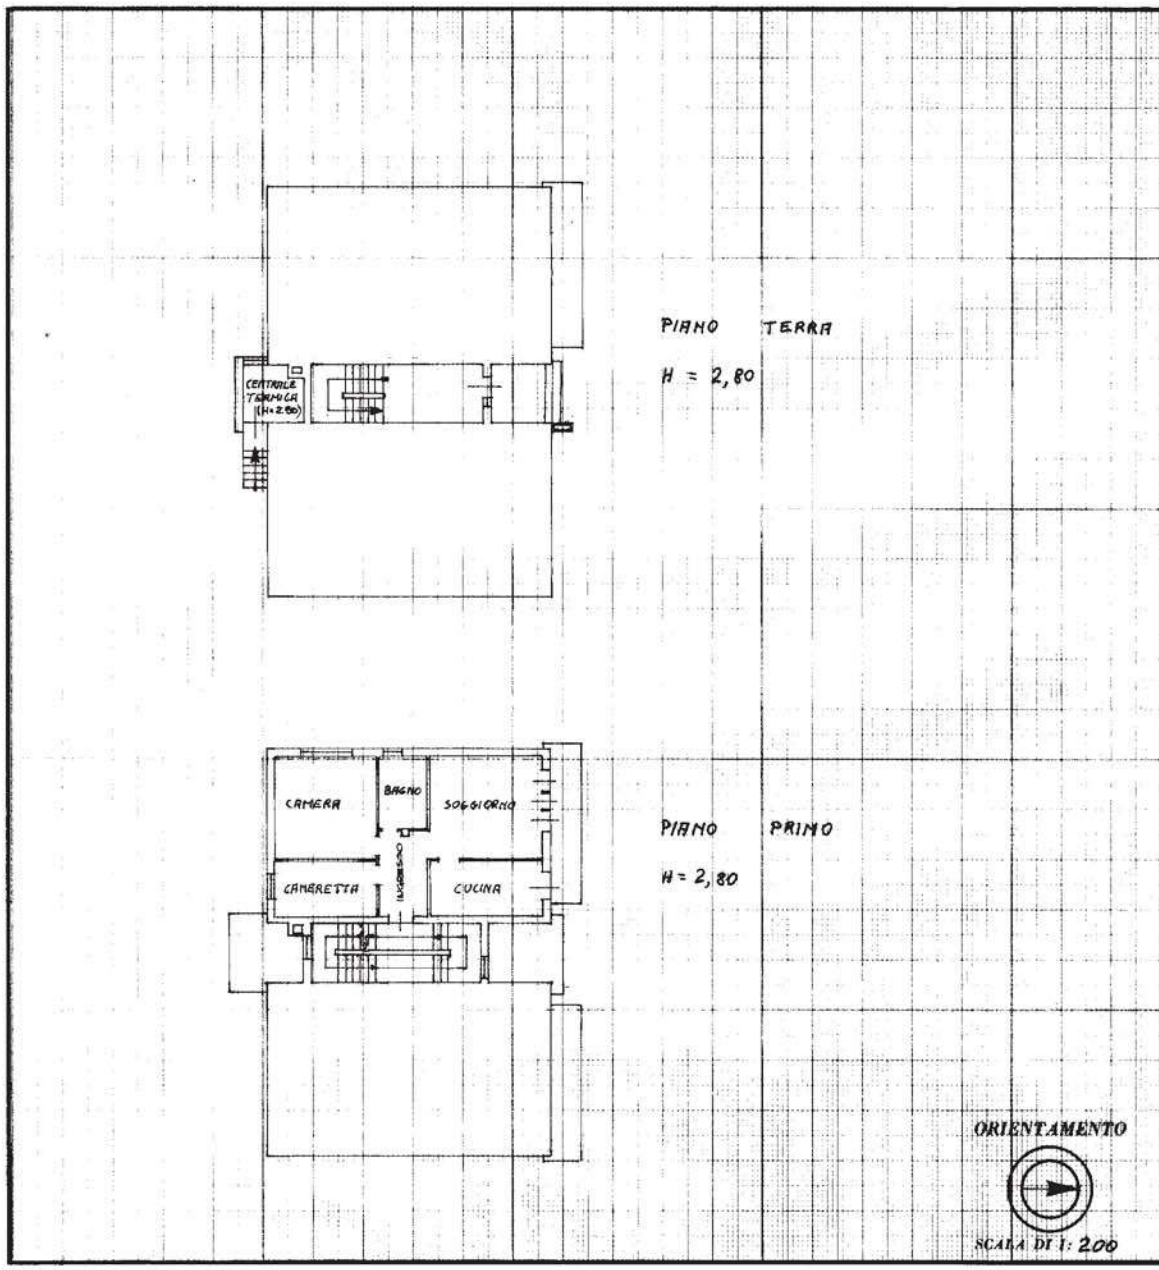 PIANO TERRA
H = 2,80
CENTRALE
TERMICA
(H=2.80)
CAMERA
BAGNO
SOGGIORNO
PIANO PRIMO
H = 2,80
INGRESSO
CAMERETTA
CUCINA
ORIENTAMENTO
SCALA DI 1: 200